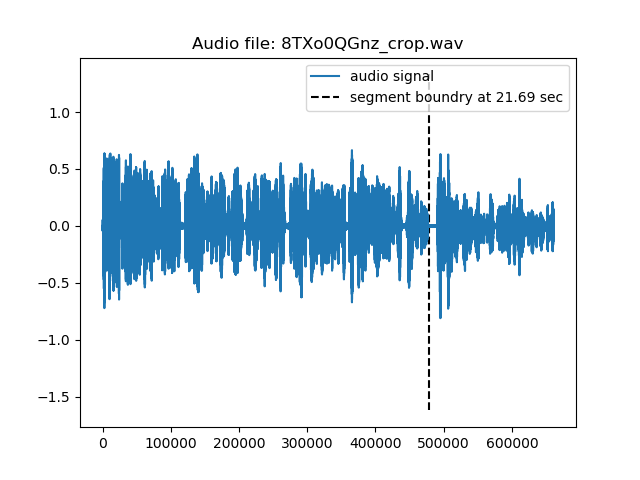 Audio file: 8TXo0QGnz_crop.wav
audio signal
segment boundry at 21.69 sec
1.0
0.5
0.0
−0.5
−1.0
−1.5
0 100000 200000 300000 400000 500000 600000